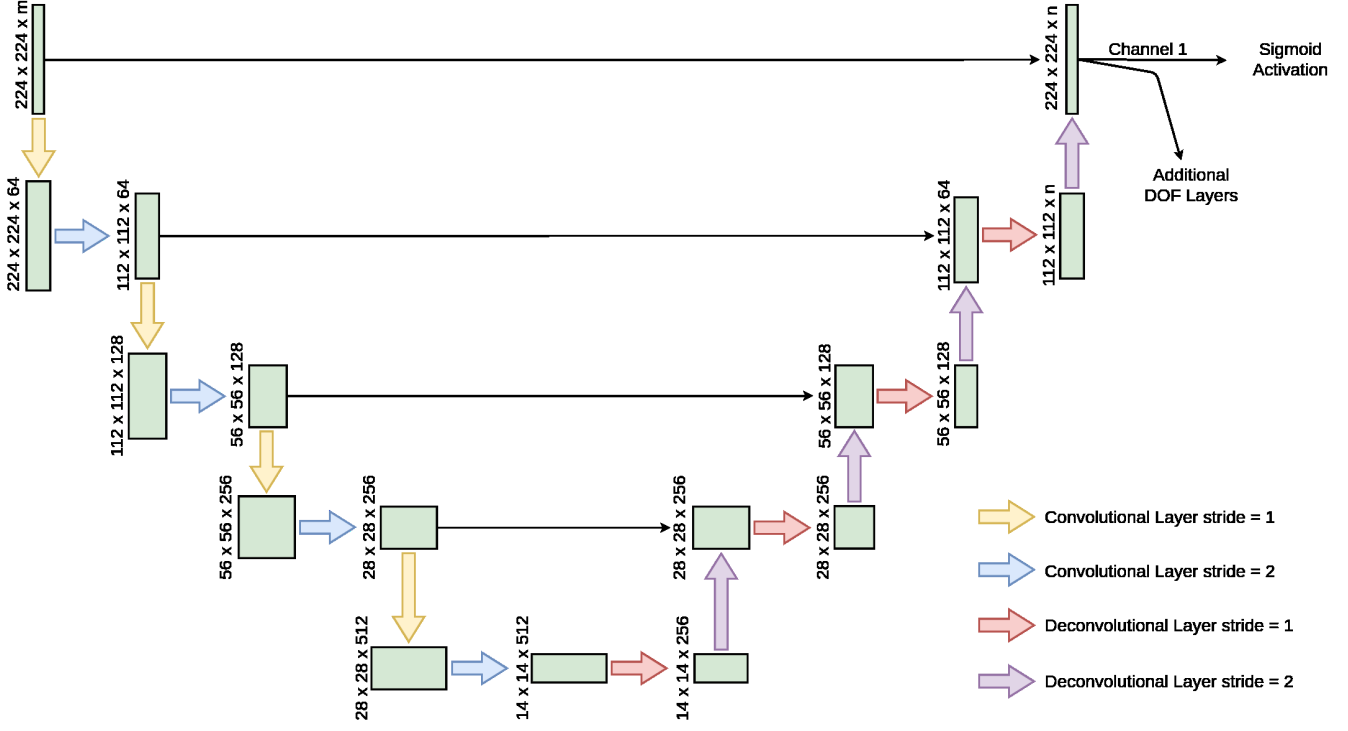 224 x 224 x m
224 x 224 x n
Channel 1
Sigmoid
Activation
Additional
DOF Layers
224 x 224 x 64
112 x 112 x 64
112 x 112 x 64
112 x 112 x n
112 x 112 x 128
56 x 56 x 128
56 x 56 x 128
56 x 56 x 128
56 x 56 x 256
28 x 28 x 256
28 x 28 x 256
28 x 28 x 256
28 x 28 x 512
14 x 14 x 512
14 x 14 x 256
Convolutional Layer stride = 1
Convolutional Layer stride = 2
Deconvolutional Layer stride = 1
Deconvolutional Layer stride = 2